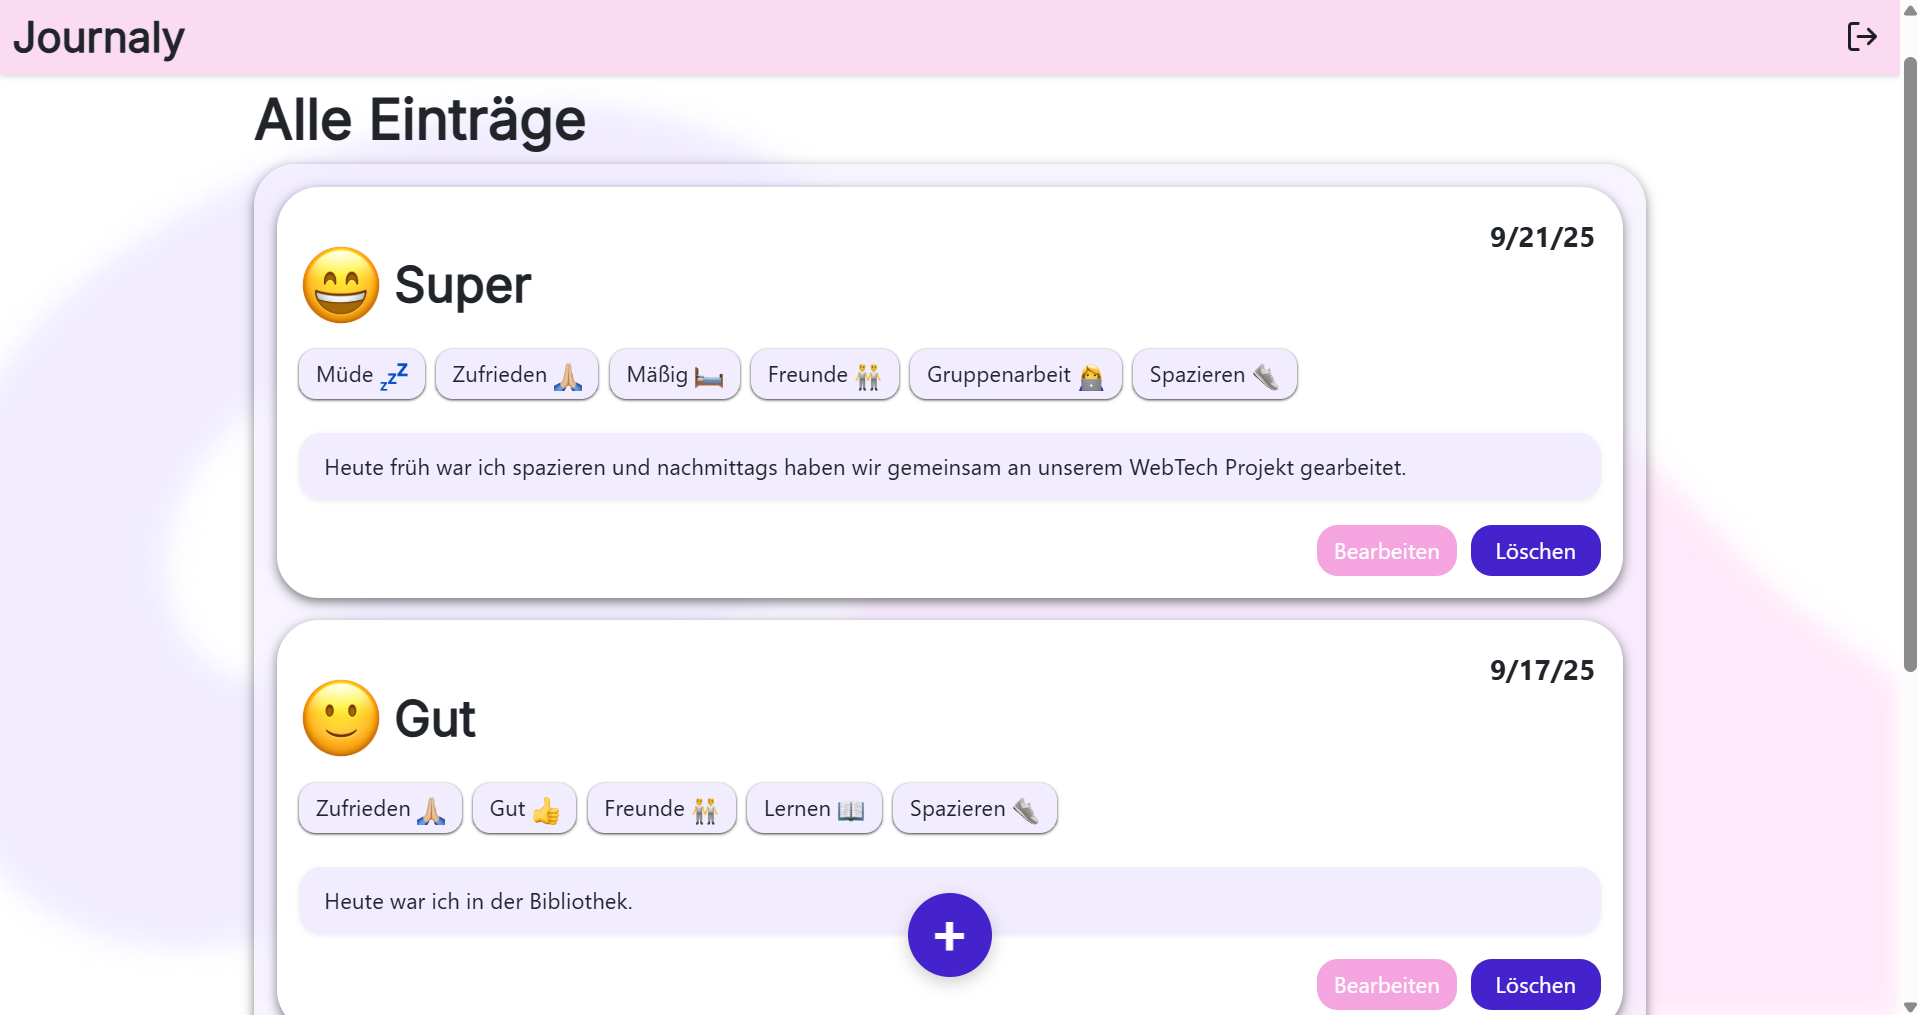 Journaly
Alle Einträge
9/21/25
😄 Super
Müde 💤 Zufrieden 🙏🏼 Mäßig 🛏️ Freunde 🧑‍🤝‍🧑 Gruppenarbeit 👩‍💻 Spazieren 👟
Heute früh war ich spazieren und nachmittags haben wir gemeinsam an unserem WebTech Projekt gearbeitet.
Bearbeiten Löschen
9/17/25
🙂 Gut
Zufrieden 🙏🏼 Gut 👍 Freunde 🧑‍🤝‍🧑 Lernen 📖 Spazieren 👟
Heute war ich in der Bibliothek.
+
Bearbeiten Löschen